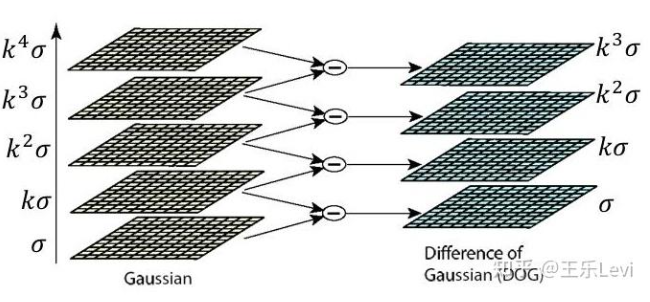 k⁴σ
k³σ
k²σ
kσ
σ
Gaussian
k³σ
k²σ
kσ
σ
Difference of
Gaussian (DOG)
知乎 @王乐Levi